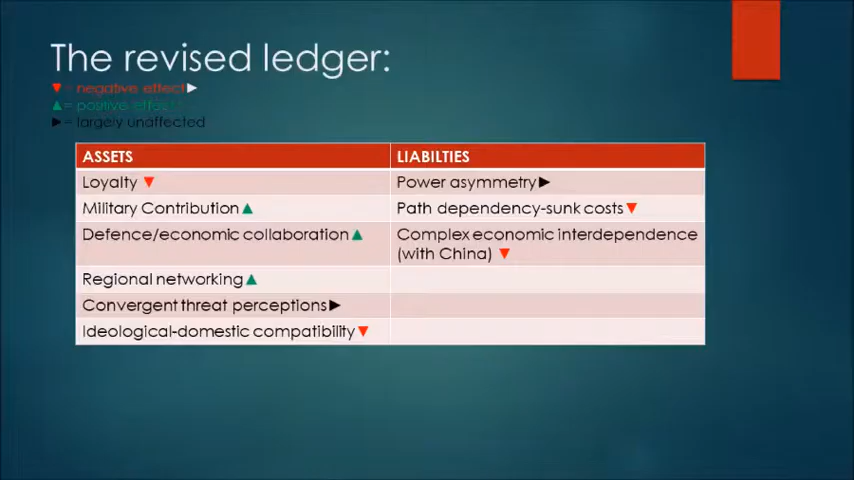 The revised ledger:
▼= negative effect▶
▲= positive effect
►= largely unaffected
ASSETS
LIABILTIES
Loyalty ▼
Power asymmetry►
Military Contribution▲
Path dependency-sunk costs▼
Defence/economic collaboration▲
Complex economic interdependence
(with China) ▼
Regional networking▲
Convergent threat perceptions►
Ideological-domestic compatibility▼